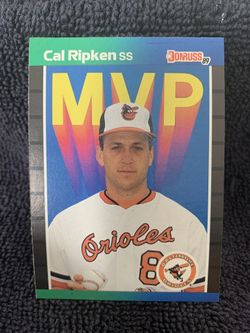 Cal Ripken SS
DONRUSS
89
MVP
Orioles
8